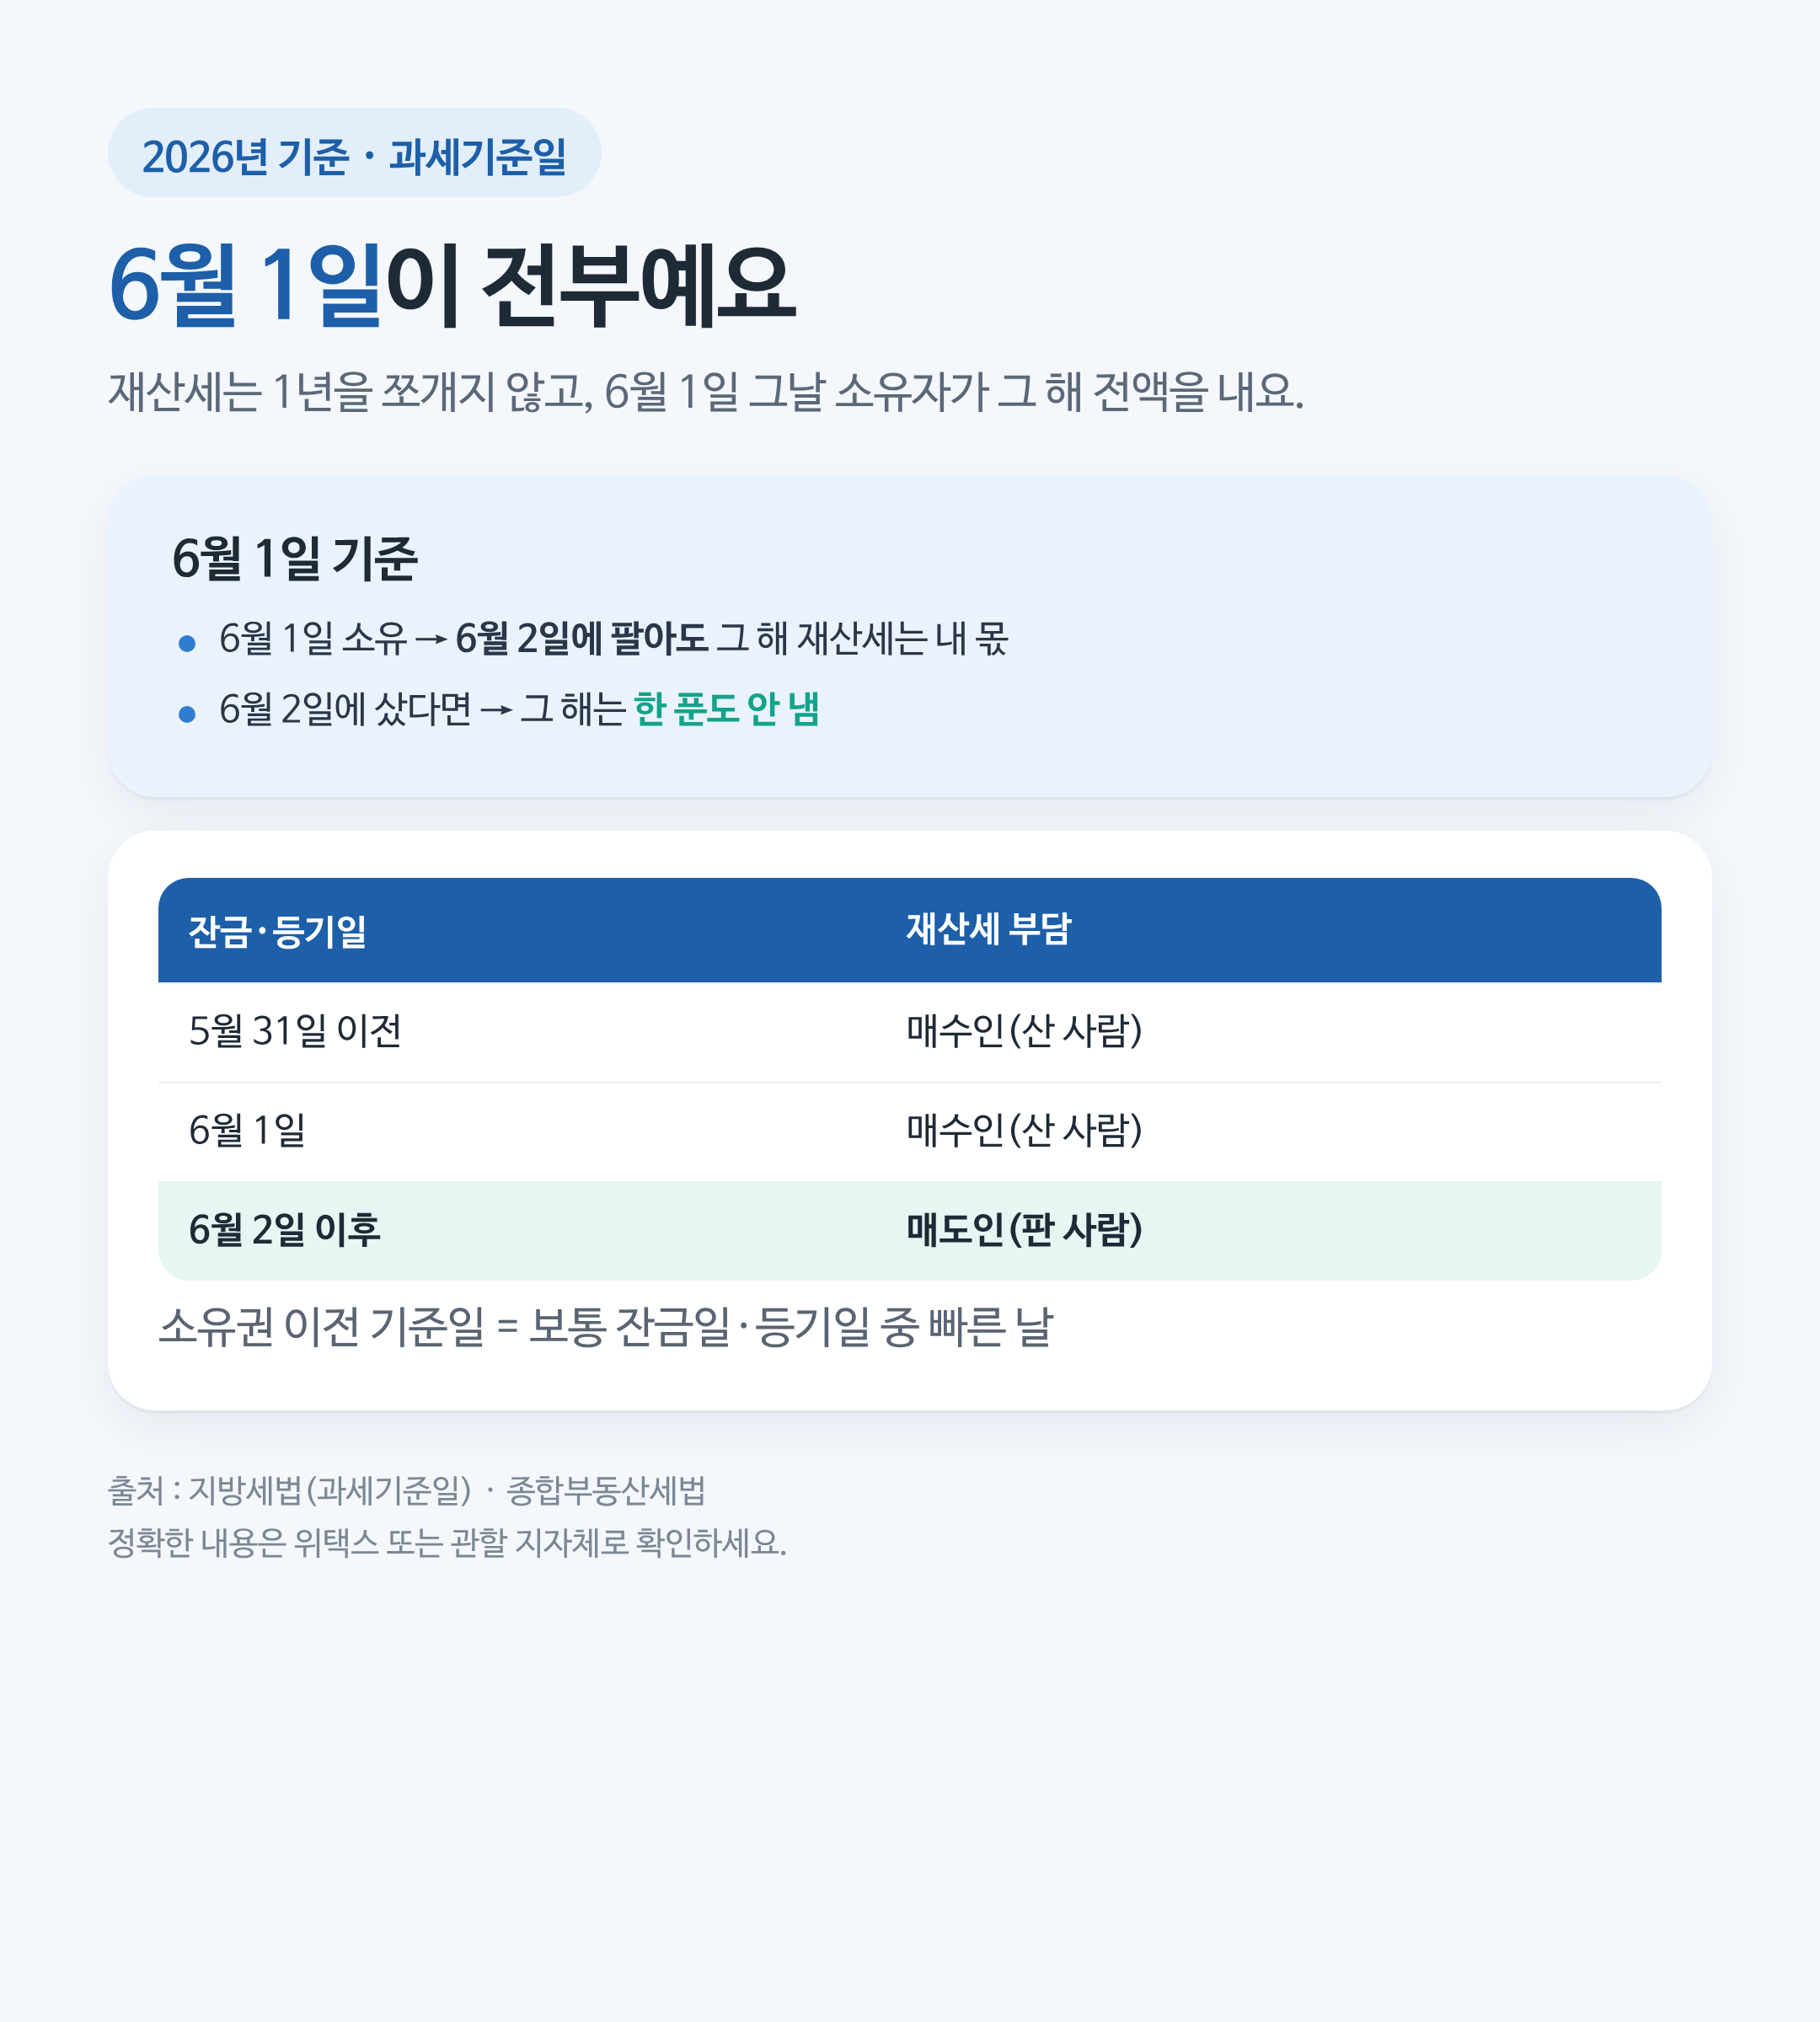 2026년 기준 · 과세기준일
6월 1일이 전부예요
재산세는 1년을 쪼개지 않고, 6월 1일 그날 소유자가 그 해 전액을 내요.
6월 1일 기준
• 6월 1일 소유 → 6월 2일에 팔아도 그 해 재산세는 내 몫
• 6월 2일에 샀다면 → 그 해는 한 푼도 안 냄
잔금·등기일 재산세 부담
5월 31일 이전 매수인(산 사람)
6월 1일 매수인(산 사람)
6월 2일 이후 매도인(판 사람)
소유권 이전 기준일 = 보통 잔금일·등기일 중 빠른 날
출처 : 지방세법(과세기준일) · 종합부동산세법
정확한 내용은 위택스 또는 관할 지자체로 확인하세요.